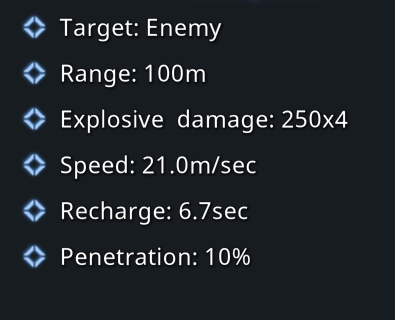 Target: Enemy
Range: 100m
Explosive  damage: 250x4
Speed: 21.0m/sec
Recharge: 6.7sec
Penetration: 10%